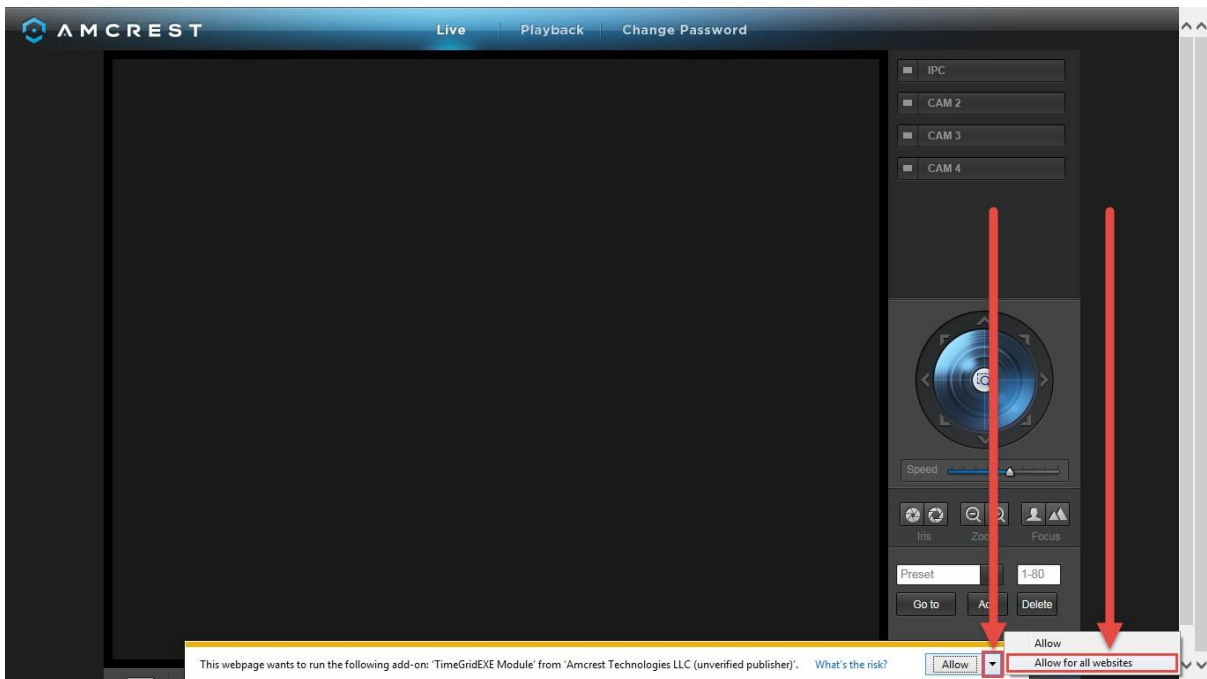 AMCREST
Live Playback Change Password
IPC
CAM 2
CAM 3
CAM 4
Speed
Iris Zoom Focus
Preset 1-80
Go to Add Delete
Allow
This webpage wants to run the following add-on: 'TimeGridEXE Module' from 'Amcrest Technologies LLC (unverified publisher)'. What's the risk? Allow Allow for all websites